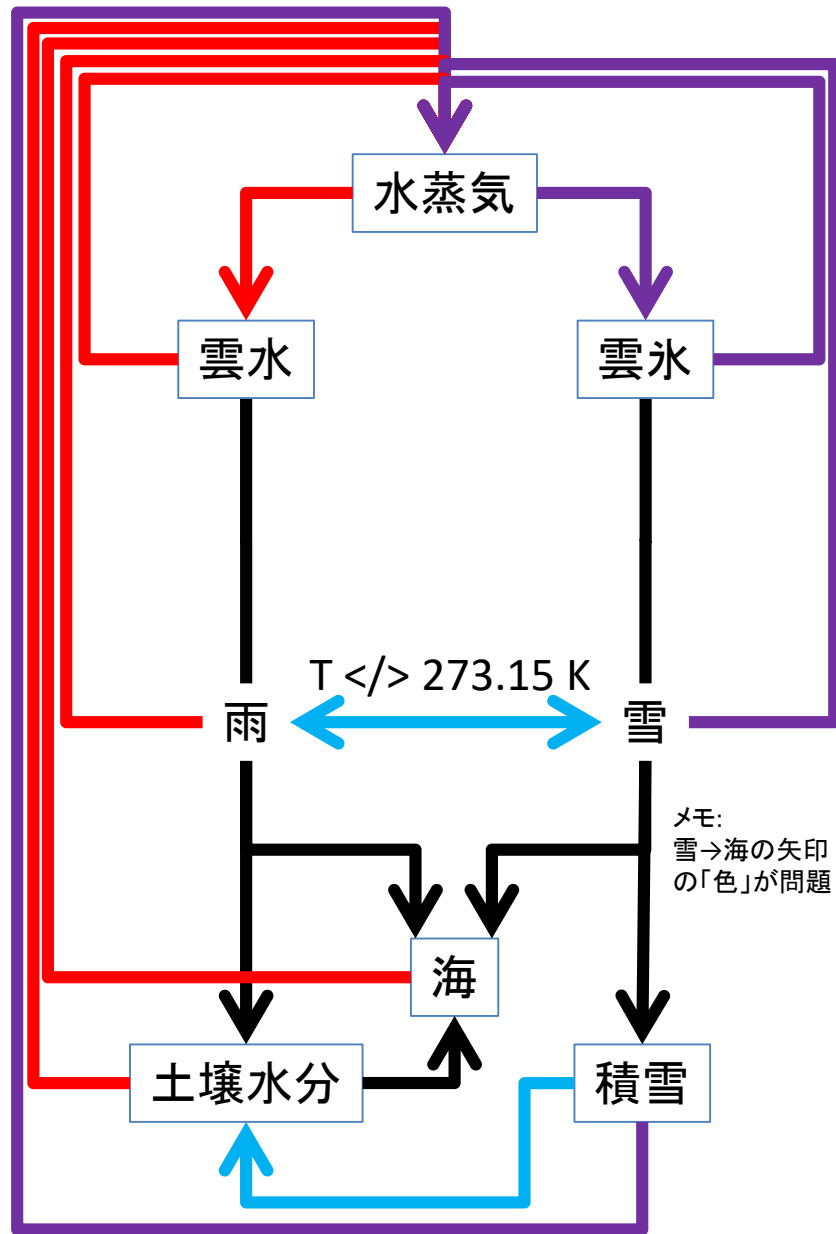 水蒸気
雲水
雲氷
T </> 273.15 K
雨
雪
メモ:
雪→海の矢印
の「色」が問題
海
土壌水分
積雪